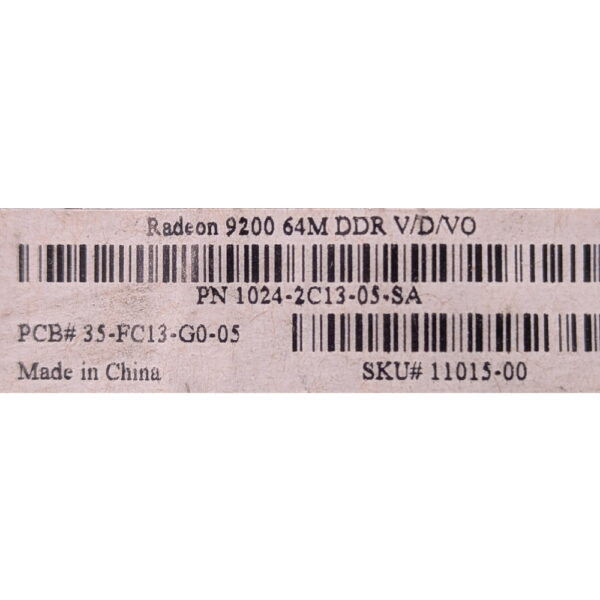 Radeon 9200 64M DDR V/D/VO
PN 1024-2C13-05-SA
PCB# 35-FC13-G0-05
Made in China
SKU# 11015-00